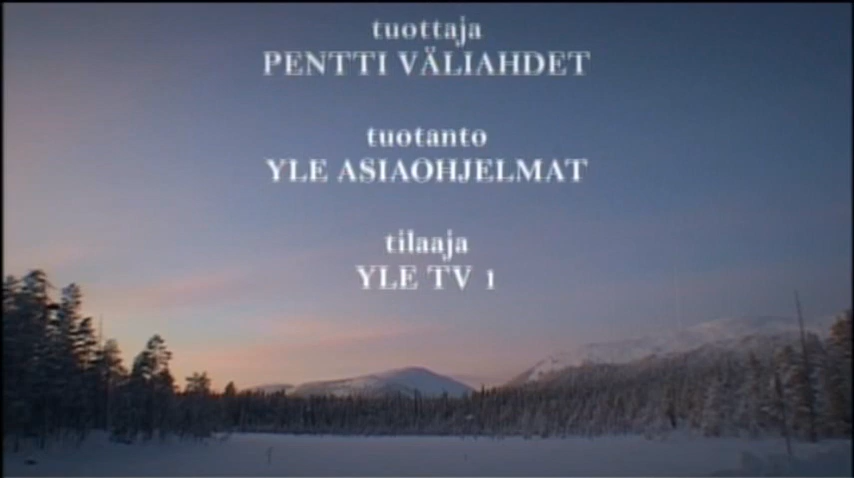 tuottaja
PENTTI VÄLIAHDET
tuotanto
YLE ASIAOHJELMAT
tilaaja
YLE TV 1